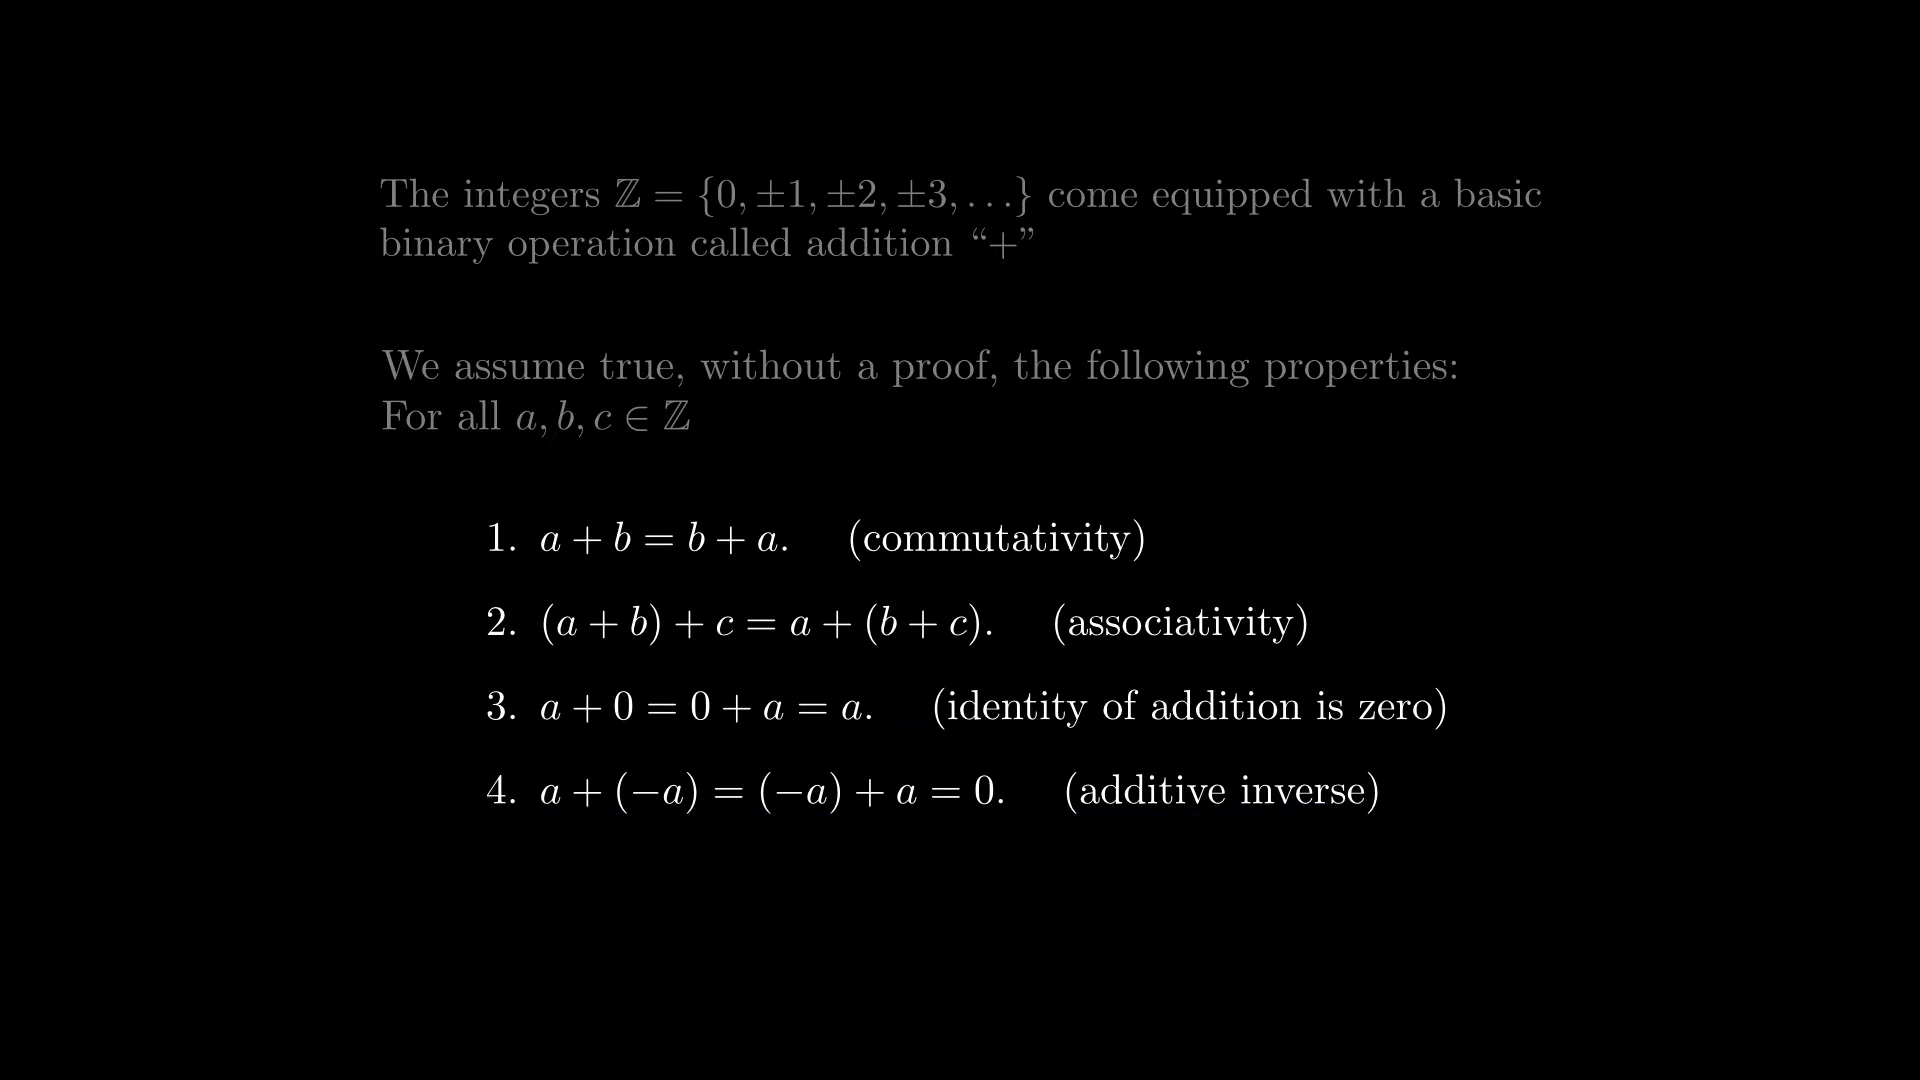 The integers ℤ = {0, ±1, ±2, ±3, . . .} come equipped with a basic
binary operation called addition “+”
We assume true, without a proof, the following properties:
For all a, b, c ∈ ℤ
1. a + b = b + a. (commutativity)
2. (a + b) + c = a + (b + c). (associativity)
3. a + 0 = 0 + a = a. (identity of addition is zero)
4. a + (−a) = (−a) + a = 0. (additive inverse)